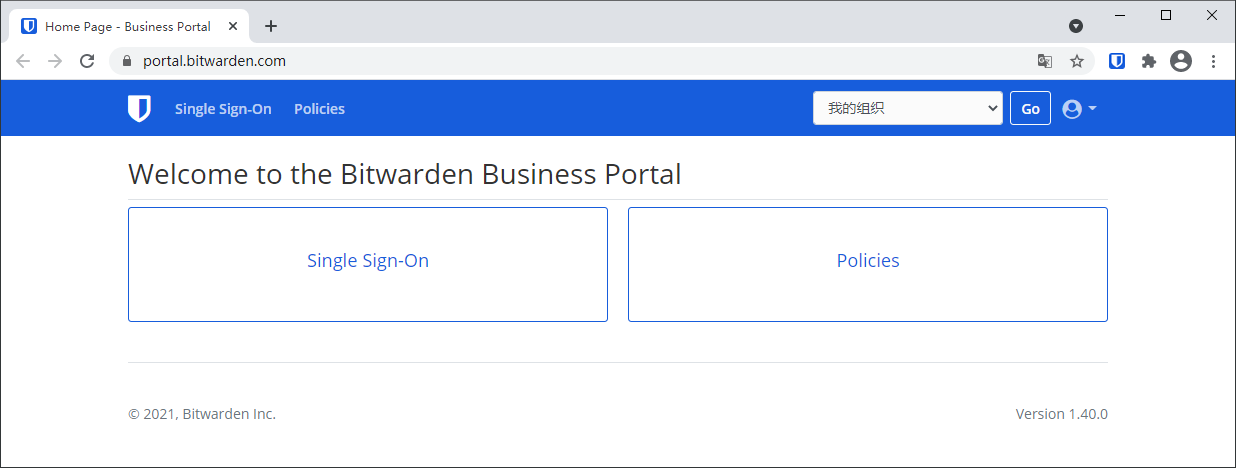 Home Page - Business Portal
portal.bitwarden.com
Single Sign-On Policies 我的组织 Go
Welcome to the Bitwarden Business Portal
Single Sign-On Policies
© 2021, Bitwarden Inc. Version 1.40.0